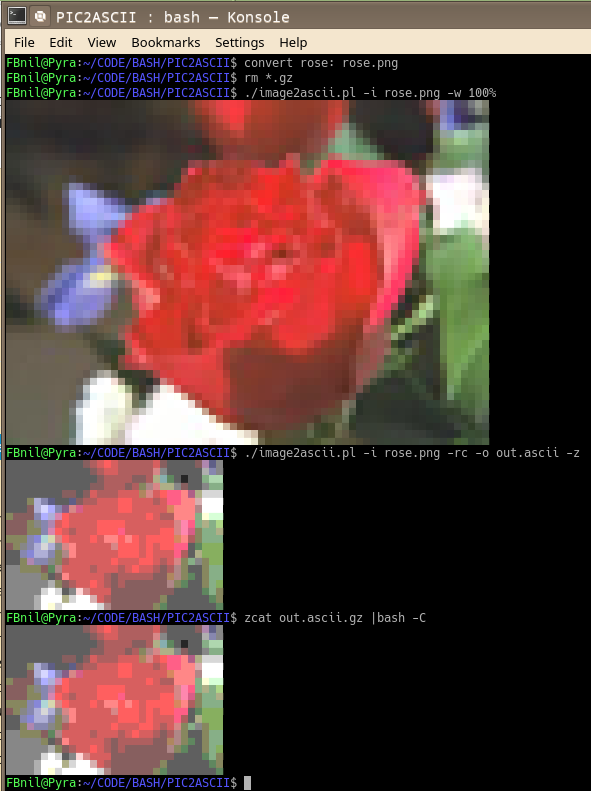 PIC2ASCII : bash – Konsole
File Edit View Bookmarks Settings Help
FBnil@Pyra:~/CODE/BASH/PIC2ASCII$ convert rose: rose.png
FBnil@Pyra:~/CODE/BASH/PIC2ASCII$ rm *.gz
FBnil@Pyra:~/CODE/BASH/PIC2ASCII$ ./image2ascii.pl -i rose.png -w 100%
FBnil@Pyra:~/CODE/BASH/PIC2ASCII$ ./image2ascii.pl -i rose.png -rc -o out.ascii -z
FBnil@Pyra:~/CODE/BASH/PIC2ASCII$ zcat out.ascii.gz |bash -C
FBnil@Pyra:~/CODE/BASH/PIC2ASCII$